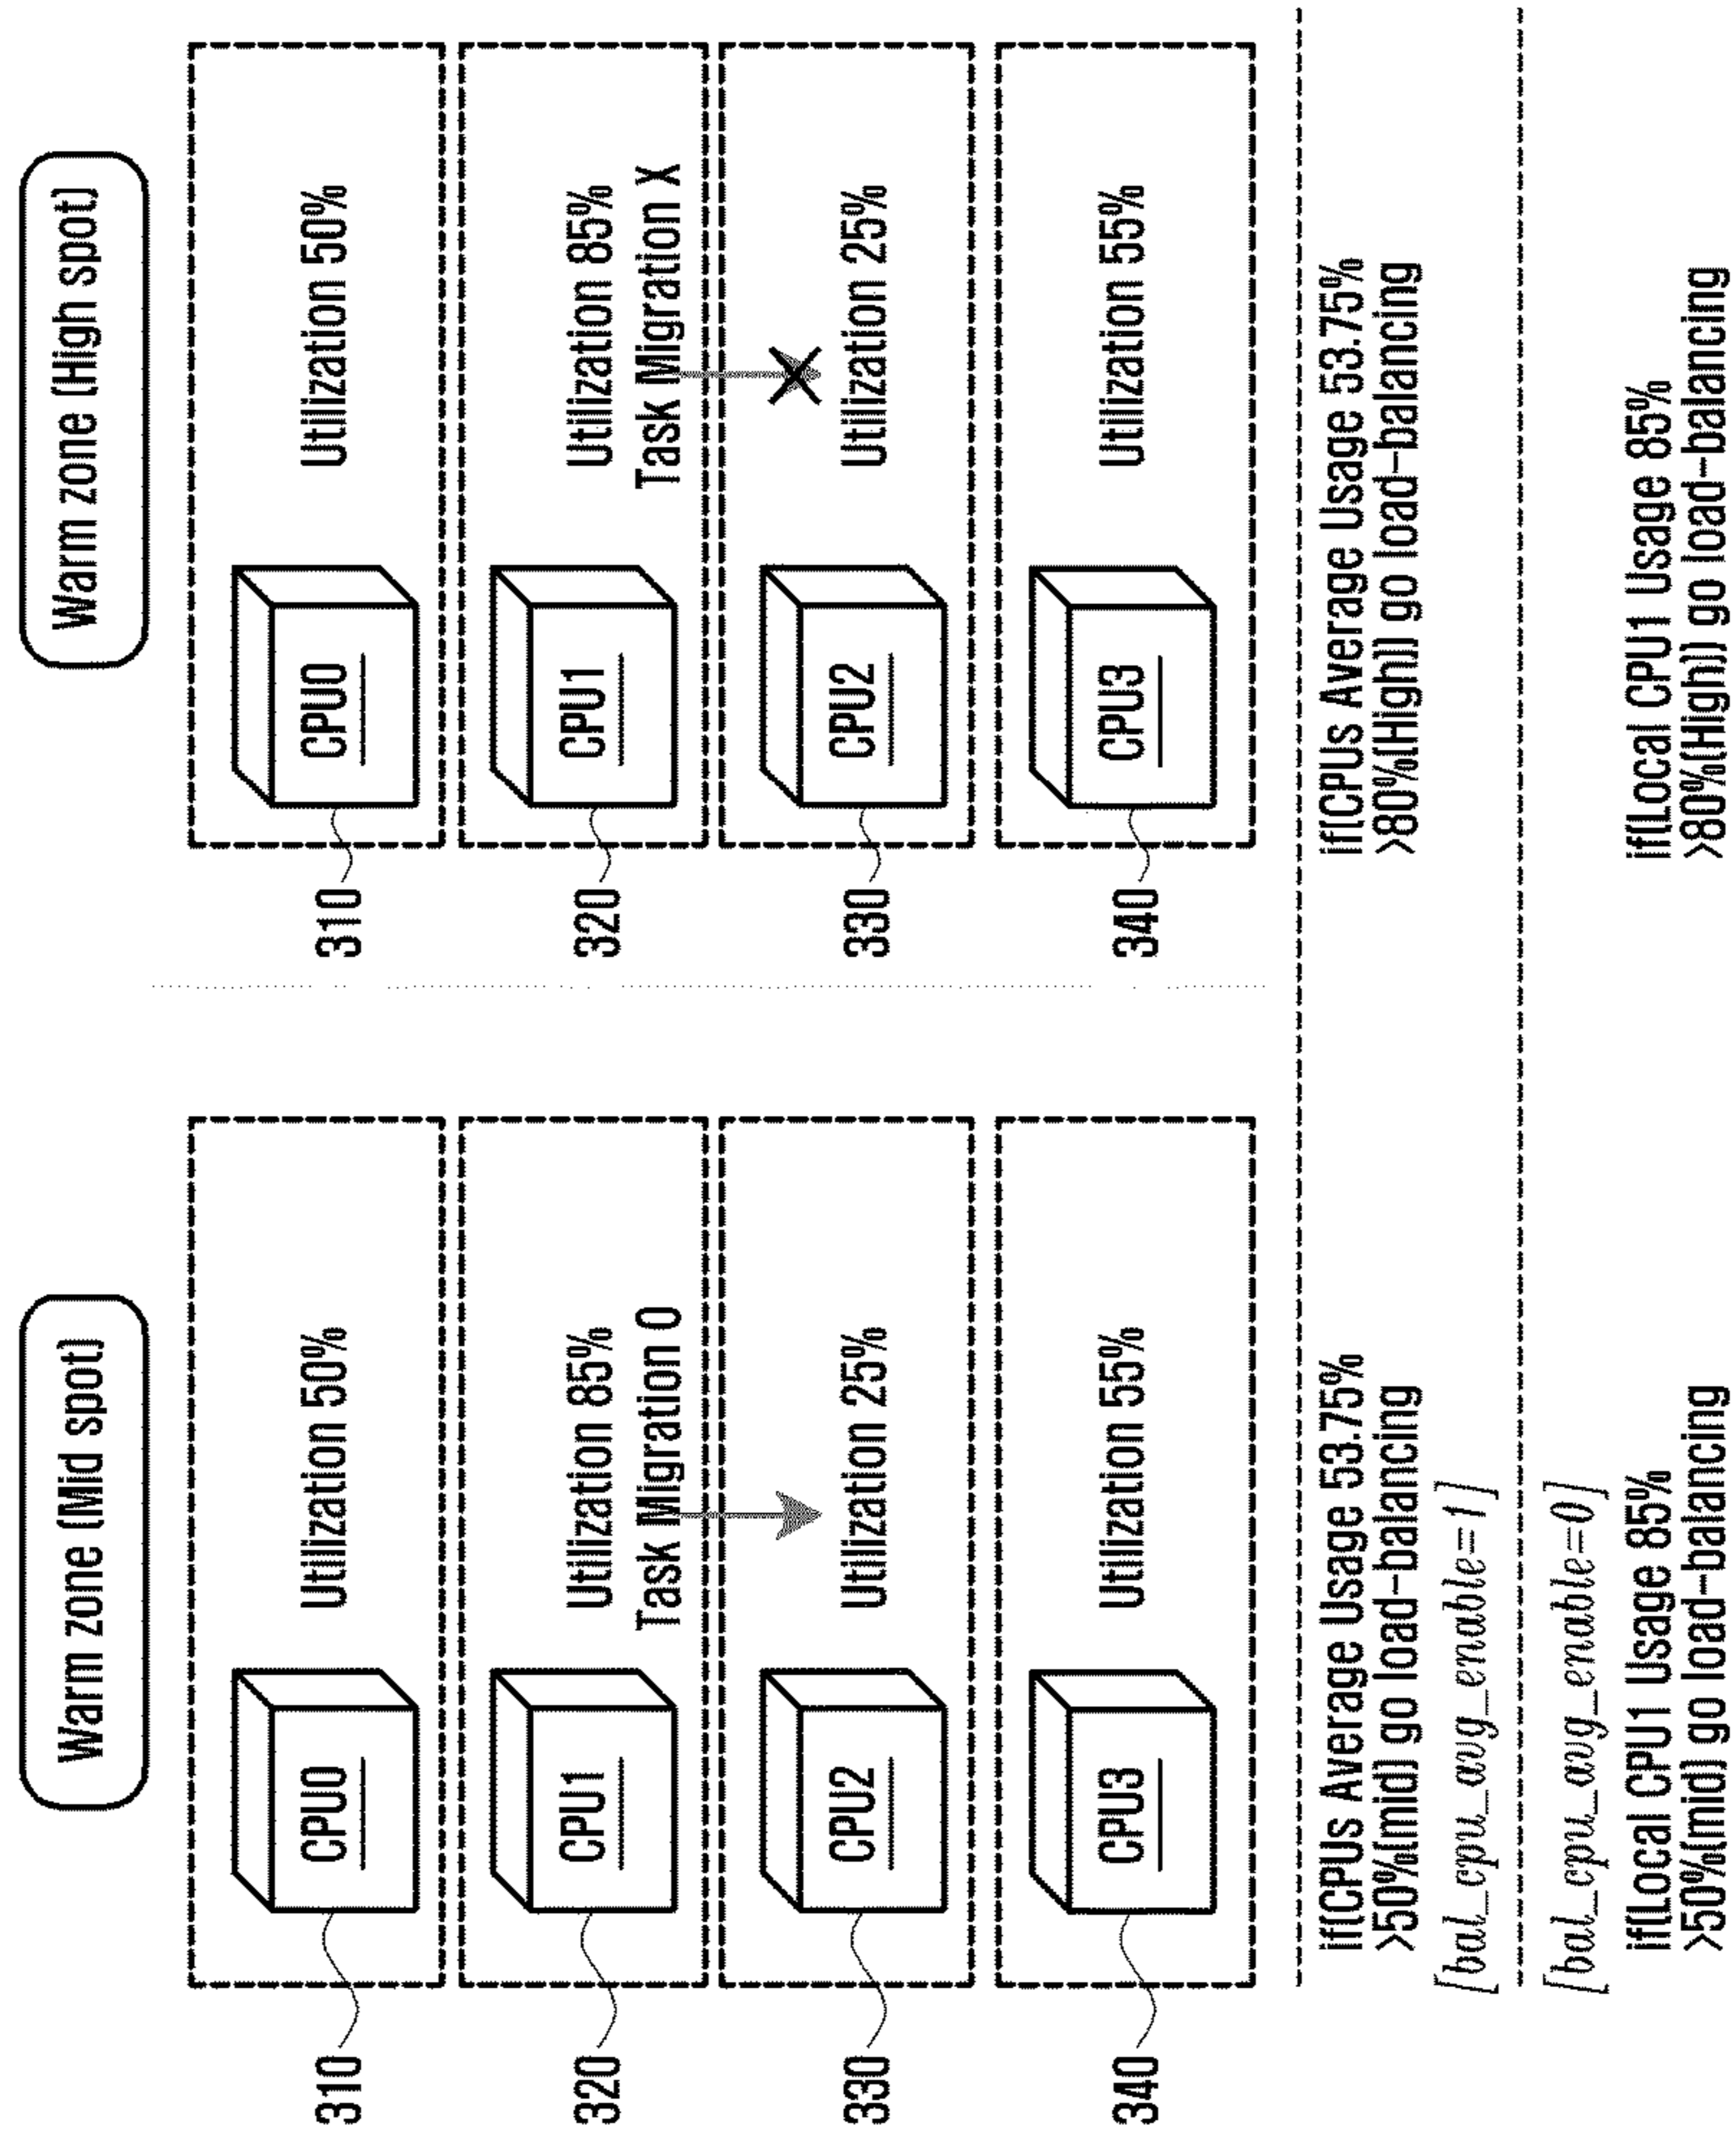 Warm zone (Mid spot)
310
CPU0
Utilization 50%
320
CPU1
Utilization 85%
Task Migration O
330
CPU2
Utilization 25%
340
CPU3
Utilization 55%
Warm zone (High spot)
310
CPU0
Utilization 50%
320
CPU1
Utilization 85%
Task Migration X
330
CPU2
Utilization 25%
340
CPU3
Utilization 55%
if(CPUs Average Usage 53.75%
>50%(mid) go load-balancing
[bal_cpu_avg_enable=1]
if(CPUs Average Usage 53.75%
>80%(High)) go load-balancing
[bal_cpu_avg_enable=0]
if(Local CPU1 Usage 85%
>50%(mid) go load-balancing
if(Local CPU1 Usage 85%
>80%(High)) go load-balancing